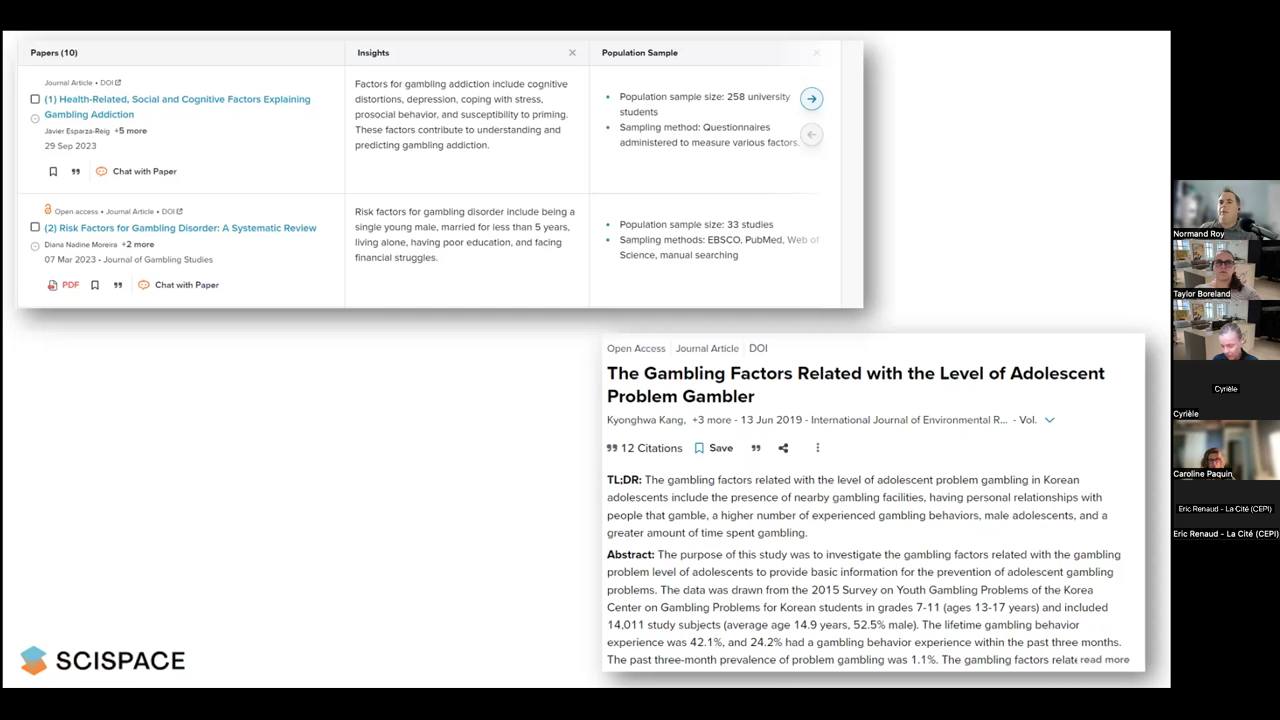 Papers (10)
Insights
Population Sample
Journal Article • DOI
(1) Health-Related, Social and Cognitive Factors Explaining
Gambling Addiction
Javier Esparza-Reig +5 more
29 Sep 2023
Chat with Paper
Factors for gambling addiction include cognitive
distortions, depression, coping with stress,
prosocial behavior, and susceptibility to priming.
These factors contribute to understanding and
predicting gambling addiction.
• Population sample size: 258 university
students
• Sampling method: Questionnaires
administered to measure various factors.
Open access • Journal Article • DOI
(2) Risk Factors for Gambling Disorder: A Systematic Review
Diana Nadine Moreira +2 more
07 Mar 2023 - Journal of Gambling Studies
PDF
Chat with Paper
Risk factors for gambling disorder include being a
single young male, married for less than 5 years,
living alone, having poor education, and facing
financial struggles.
• Population sample size: 33 studies
• Sampling methods: EBSCO, PubMed, Web of
Science, manual searching
Open Access Journal Article DOI
The Gambling Factors Related with the Level of Adolescent
Problem Gambler
Kyonghwa Kang, +3 more - 13 Jun 2019 - International Journal of Environmental R... - Vol.
12 Citations Save
TL;DR: The gambling factors related with the level of adolescent problem gambling in Korean
adolescents include the presence of nearby gambling facilities, having personal relationships with
people that gamble, a higher number of experienced gambling behaviors, male adolescents, and a
greater amount of time spent gambling.
Abstract: The purpose of this study was to investigate the gambling factors related with the gambling
problem level of adolescents to provide basic information for the prevention of adolescent gambling
problems. The data was drawn from the 2015 Survey on Youth Gambling Problems of the Korea
Center on Gambling Problems for Korean students in grades 7-11 (ages 13-17 years) and included
14,011 study subjects (average age 14.9 years, 52.5% male). The lifetime gambling behavior
experience was 42.1%, and 24.2% had a gambling behavior experience within the past three months.
The past three-month prevalence of problem gambling was 1.1%. The gambling factors relate read more
SCISPACE
Normand Roy
Taylor Boreland
Cyrièle
Cyrièle
Caroline Paquin
Eric Renaud - La Cité (CEPI)
Eric Renaud - La Cité (CEPI)